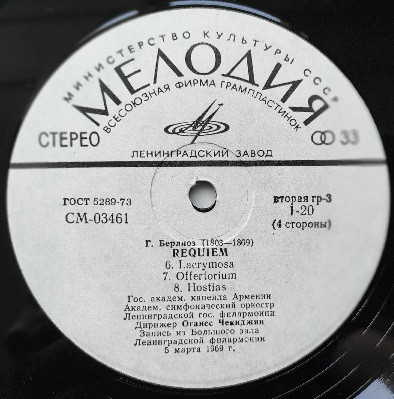 МИНИСТЕРСТВО КУЛЬТУРЫ СССР
МЕЛОДИЯ
ВСЕСОЮЗНАЯ ФИРМА ГРАМПЛАСТИНОК
СТЕРЕО
33
ЛЕНИНГРАДСКИЙ ЗАВОД
ГОСТ 5289-73
СМ-03461
вторая гр-3
1-20
(4 стороны)
Г. Берлиоз (1803—1869)
REQUIEM
6. Lacrymosa
7. Offertorium
8. Hostias
Гос. академ. капелла Армении
Академ. симфонический оркестр
Ленинградской гос. филармонии
Дирижер Оганес Чекиджян
Запись из Большого зала
Ленинградской филармонии
5 марта 1969 г.